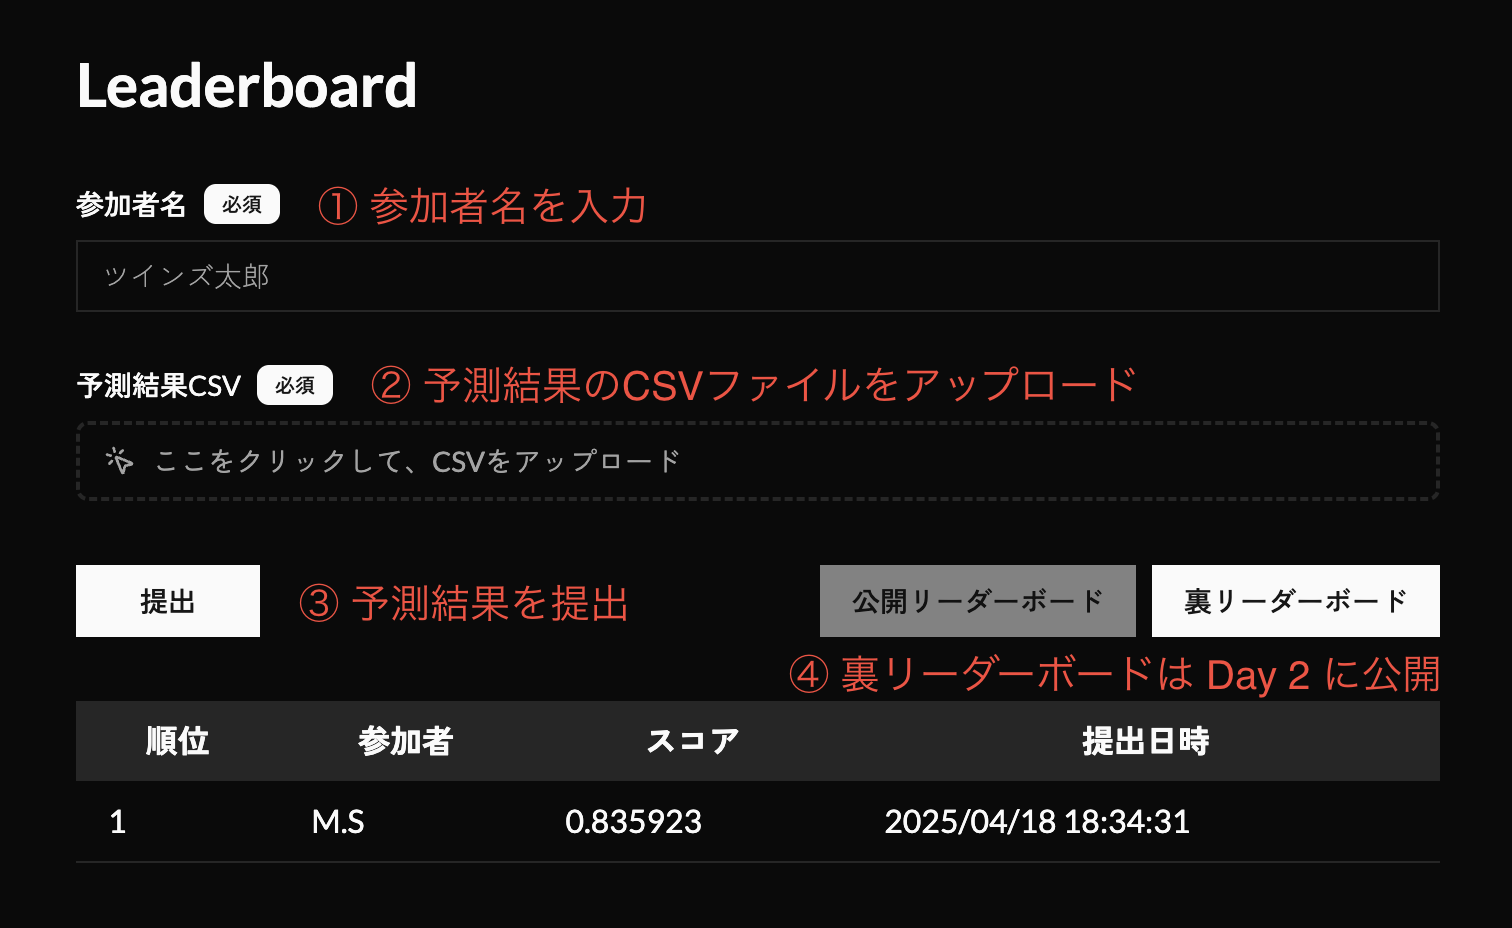 Leaderboard
参加者名 必須 ① 参加者名を入力
ツインズ太郎
予測結果CSV 必須 ② 予測結果のCSVファイルをアップロード
ここをクリックして、CSVをアップロード
提出 ③ 予測結果を提出 公開リーダーボード 裏リーダーボード
④ 裏リーダーボードは Day 2 に公開
順位 参加者 スコア 提出日時
1 M.S 0.835923 2025/04/18 18:34:31